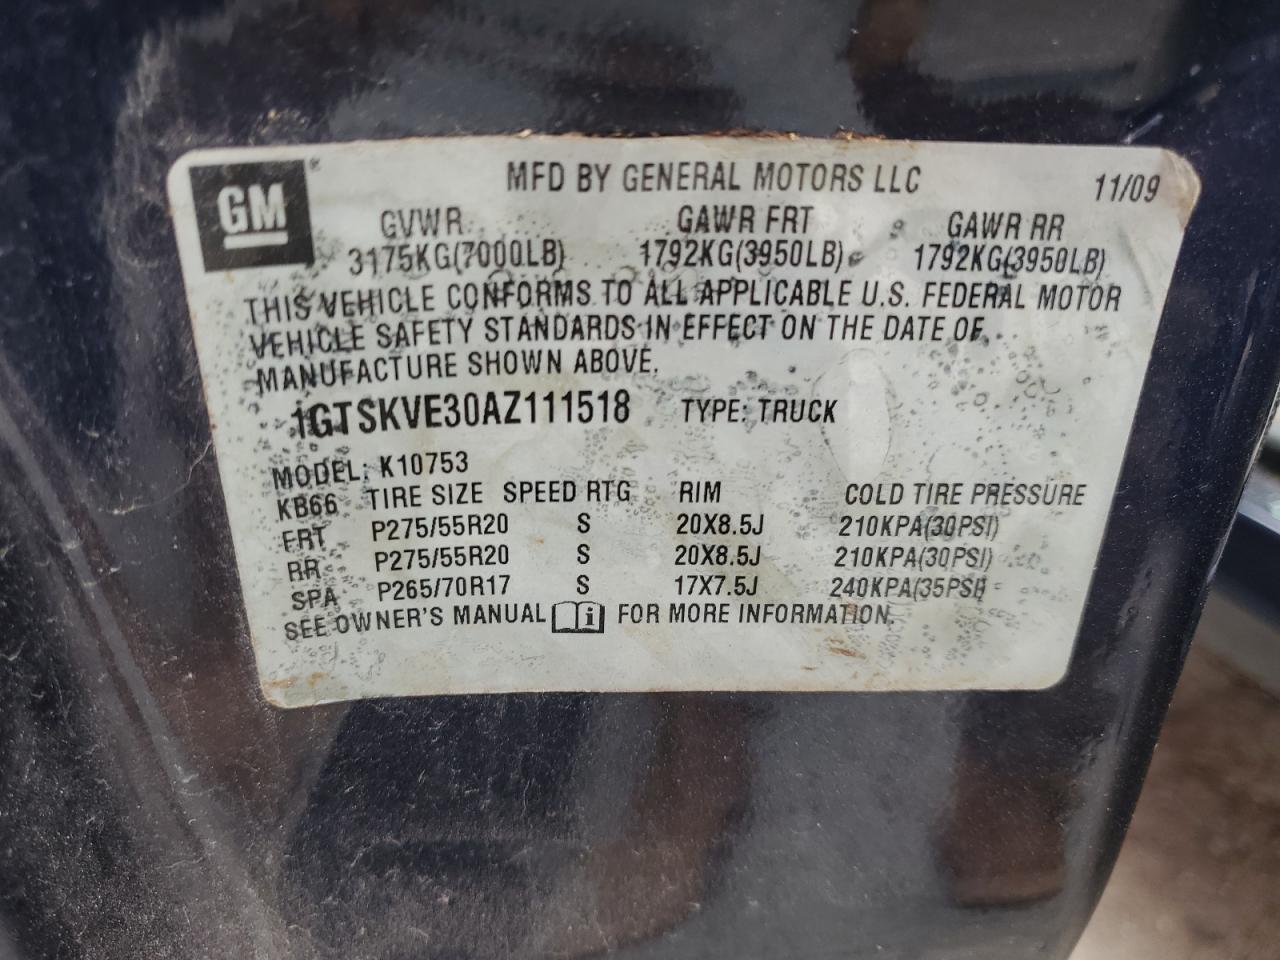 GM® MFD BY GENERAL MOTORS LLC 11/09
GVWR GAWR FRT GAWR RR
3175KG(7000LB) 1792KG(3950LB) 1792KG(3950LB)
THIS VEHICLE CONFORMS TO ALL APPLICABLE U.S. FEDERAL MOTOR
VEHICLE SAFETY STANDARDS IN EFFECT ON THE DATE OF
MANUFACTURE SHOWN ABOVE.
1GTSKVE30AZ111518 TYPE: TRUCK
MODEL: K10753
KB66 TIRE SIZE SPEED RTG RIM COLD TIRE PRESSURE
FRT P275/55R20 S 20X8.5J 210KPA(30PSI)
RR P275/55R20 S 20X8.5J 210KPA(30PSI)
SPA P265/70R17 S 17X7.5J 240KPA(35PSI)
SEE OWNER'S MANUAL i FOR MORE INFORMATION.